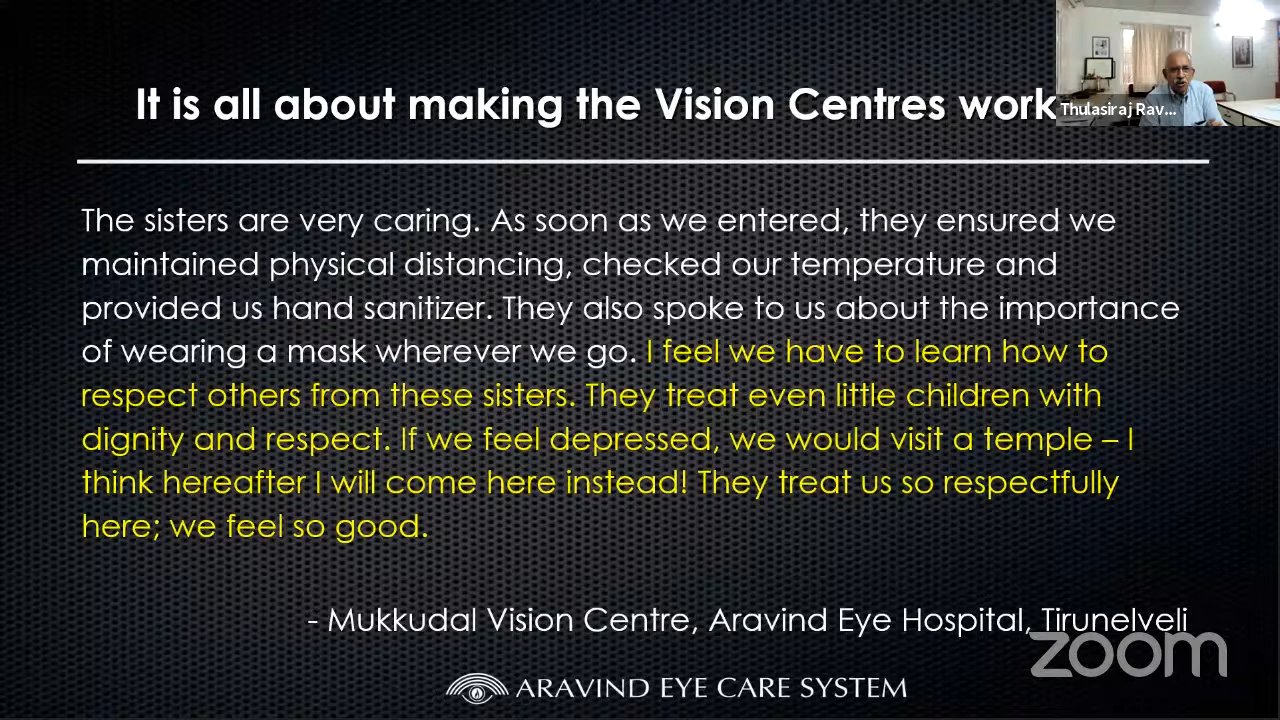 It is all about making the Vision Centres work
Thulasiraj Rav...
The sisters are very caring. As soon as we entered, they ensured we
maintained physical distancing, checked our temperature and
provided us hand sanitizer. They also spoke to us about the importance
of wearing a mask wherever we go. I feel we have to learn how to
respect others from these sisters. They treat even little children with
dignity and respect. If we feel depressed, we would visit a temple – I
think hereafter I will come here instead! They treat us so respectfully
here; we feel so good.
- Mukkudal Vision Centre, Aravind Eye Hospital, Tirunelveli
zoom
ARAVIND EYE CARE SYSTEM